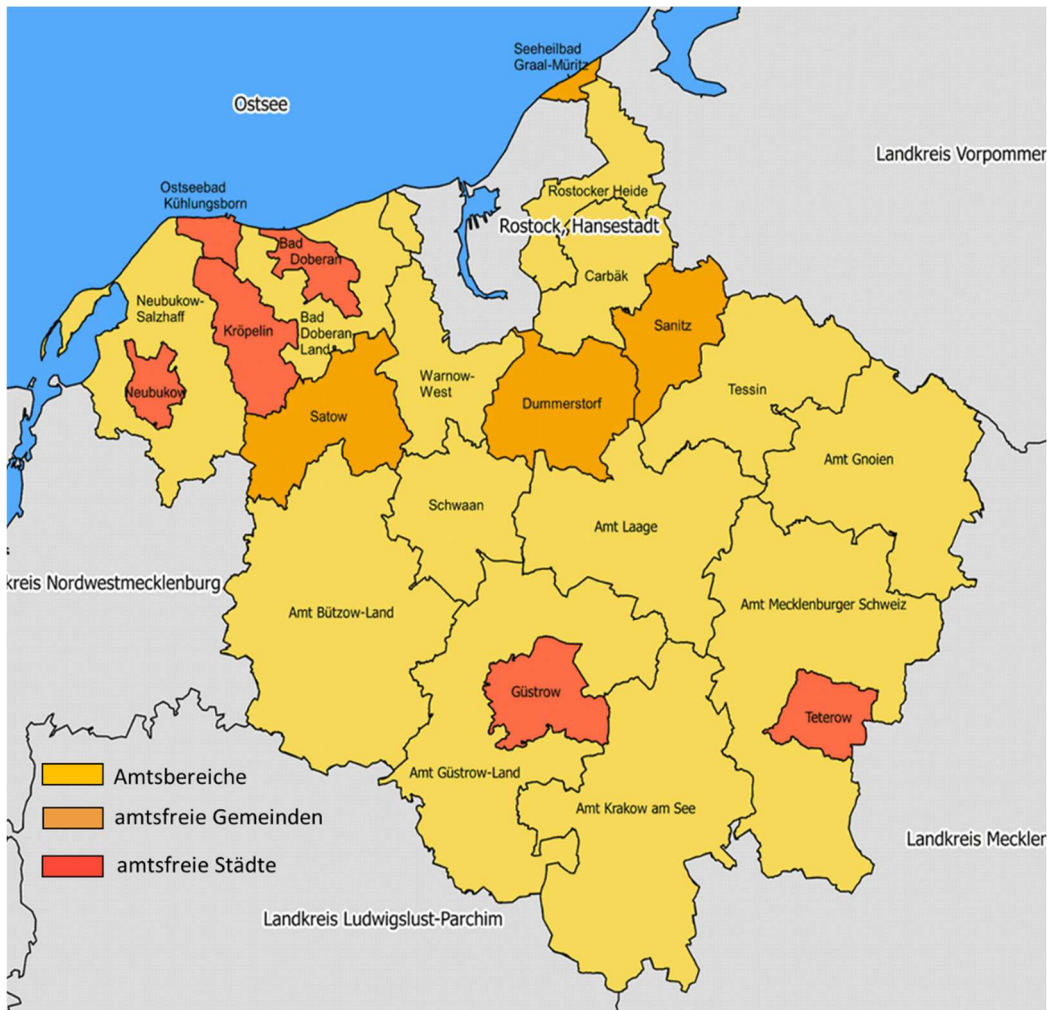 Seeheilbad
Graal-Müritz
Ostsee
Landkreis Vorpommer
Ostseebad
Kühlungsborn
Rostocker Heide
Rostock, Hansestadt
Bad
Doberan
Carbäk
Neubukow-
Salzhaff
Kröpelin
Bad
Doberan
Land
Sanitz
Neubukow
Warnow-
West
Tessin
Satow
Dummerstorf
Amt Gnoien
Schwaan
Amt Laage
kreis Nordwestmecklenburg
Amt Bützow-Land
Amt Mecklenburger Schweiz
Güstrow
Teterow
Amtsbereiche
Amt Güstrow-Land
amtsfreie Gemeinden
Amt Krakow am See
amtsfreie Städte
Landkreis Meckler
Landkreis Ludwigslust-Parchim